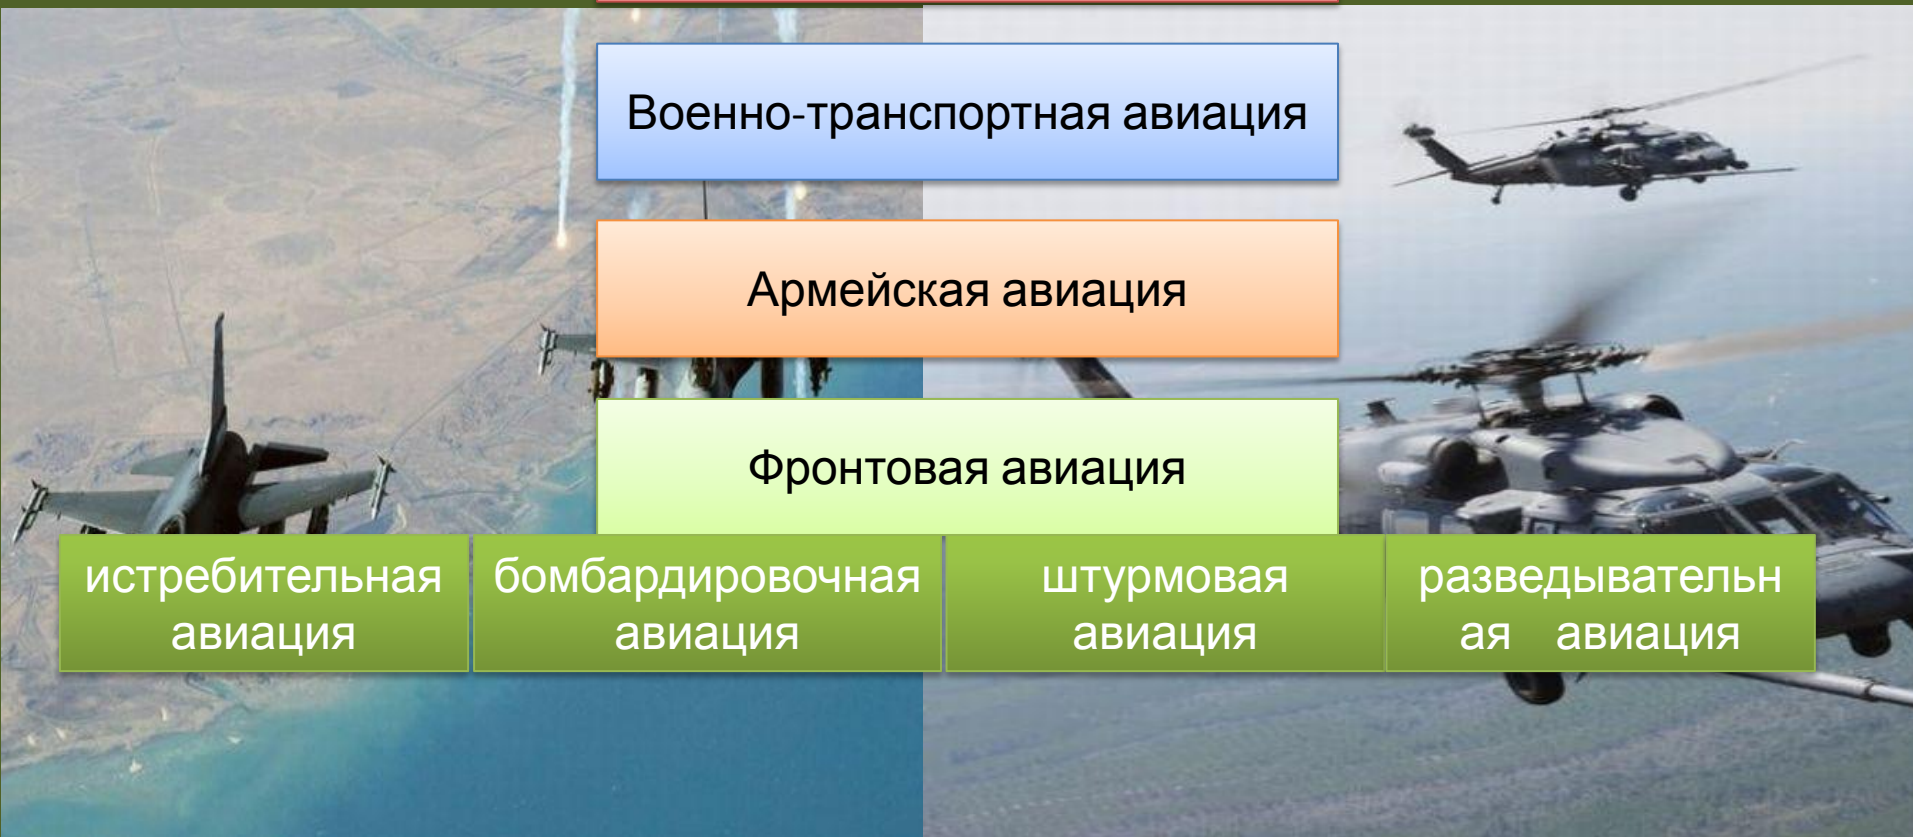 Военно-транспортная авиация
Армейская авиация
Фронтовая авиация
истребительная
авиация
бомбардировочная
авиация
штурмовая
авиация
разведывательн
ая авиация